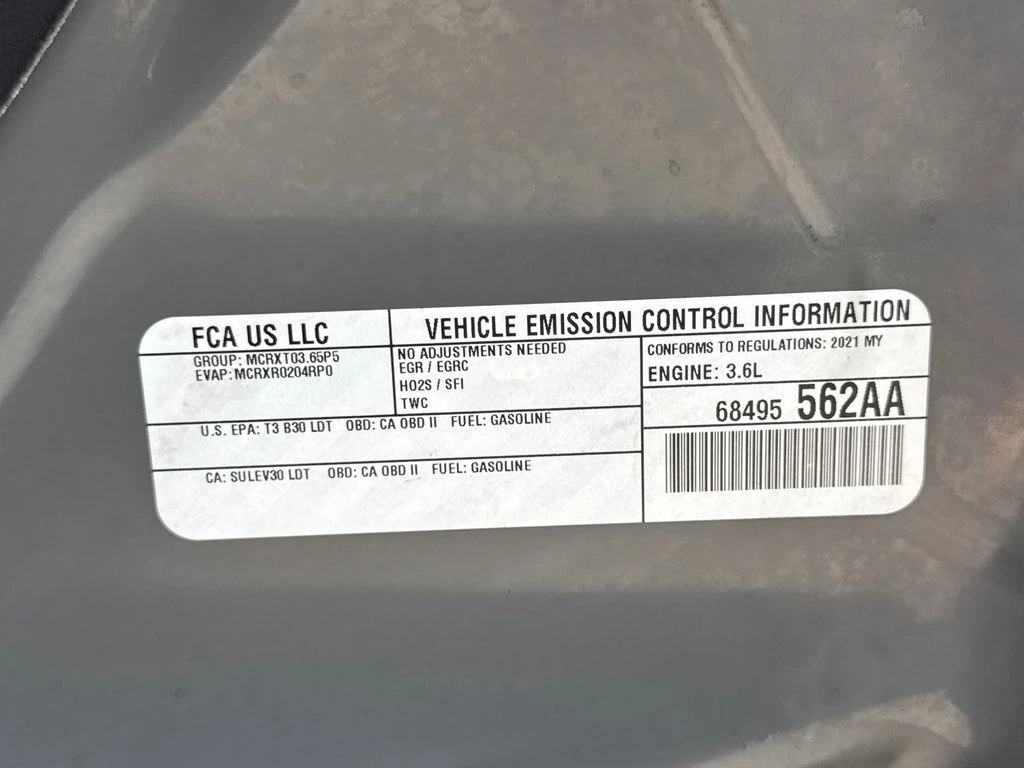 FCA US LLC
GROUP: MCRXT03.65P5
EVAP: MCRXR0204RP0
VEHICLE EMISSION CONTROL INFORMATION
NO ADJUSTMENTS NEEDED
EGR / EGRC
HO2S / SFI
TWC
CONFORMS TO REGULATIONS: 2021 MY
ENGINE: 3.6L
68495 562AA
U.S. EPA: T3 B30 LDT OBD: CA OBD II FUEL: GASOLINE
CA: SULEV30 LDT OBD: CA OBD II FUEL: GASOLINE